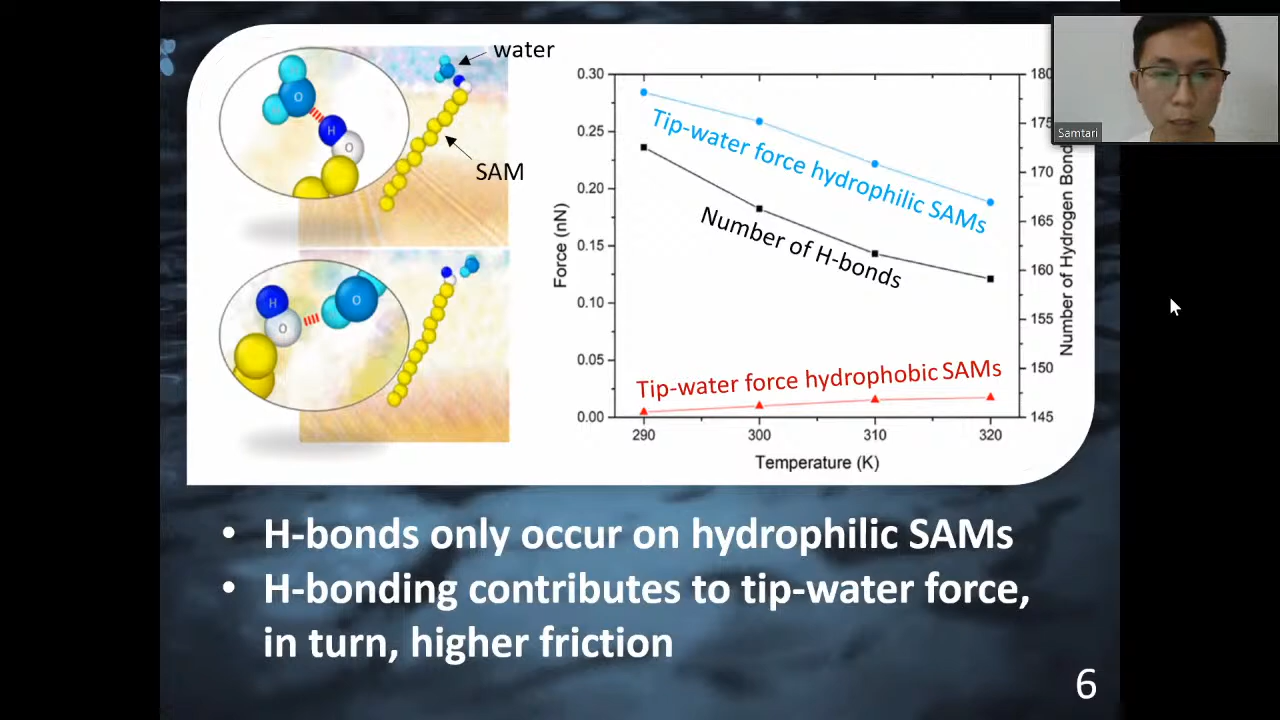 water
SAM
O
H
O
H
O
O
0.30
0.25
0.20
0.15
0.10
0.05
0.00
Force (nN)
Tip-water force hydrophilic SAMs
Number of H-bonds
Tip-water force hydrophobic SAMs
290
300
310
320
Temperature (K)
180
175
170
165
160
155
150
145
Number of Hydrogen Bond
Samtari
• H-bonds only occur on hydrophilic SAMs
• H-bonding contributes to tip-water force,
in turn, higher friction
6